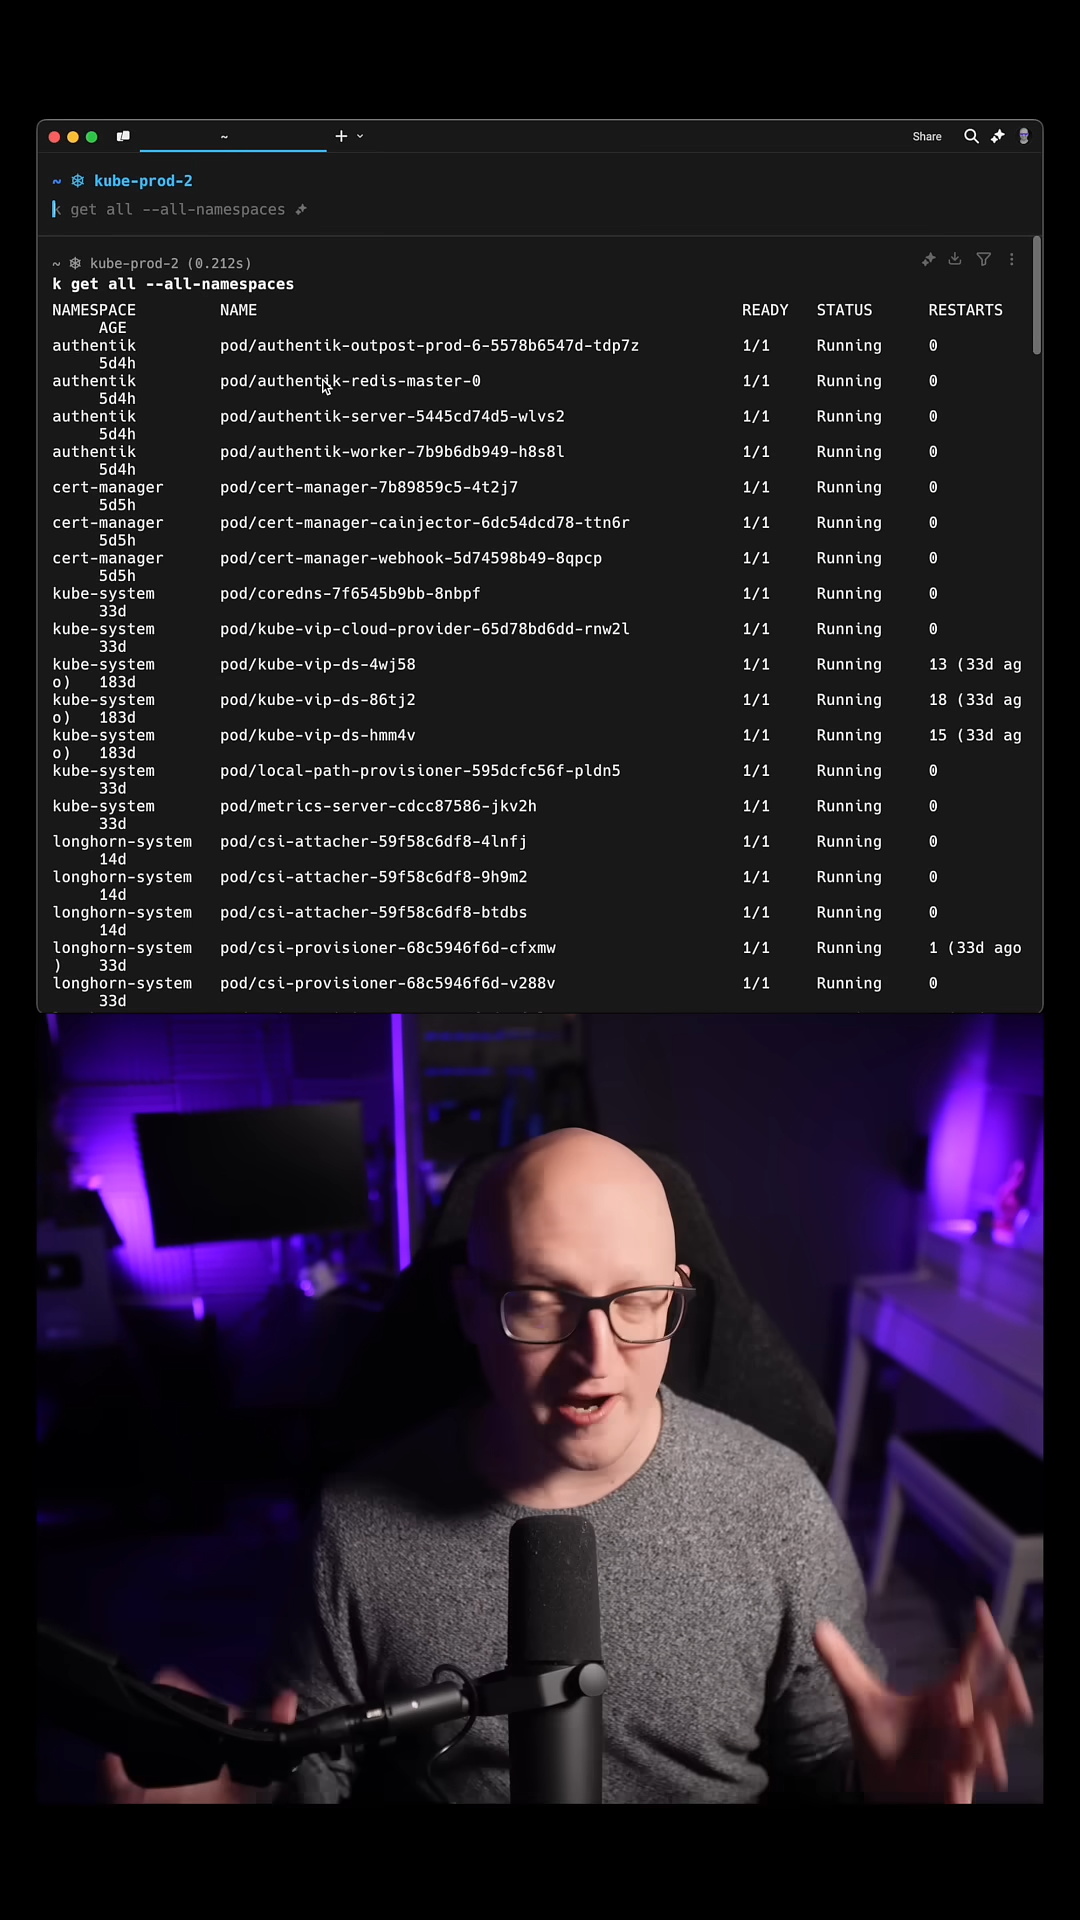 ~
Share
~ kube-prod-2
k get all --all-namespaces
~ kube-prod-2 (0.212s)
k get all --all-namespaces
NAMESPACE NAME READY STATUS RESTARTS
AGE
authentik pod/authentik-outpost-prod-6-5578b6547d-tdp7z 1/1 Running 0
5d4h
authentik pod/authentik-redis-master-0 1/1 Running 0
5d4h
authentik pod/authentik-server-5445cd74d5-wlvs2 1/1 Running 0
5d4h
authentik pod/authentik-worker-7b9b6db949-h8s8l 1/1 Running 0
5d4h
cert-manager pod/cert-manager-7b89859c5-4t2j7 1/1 Running 0
5d5h
cert-manager pod/cert-manager-cainjector-6dc54dcd78-ttn6r 1/1 Running 0
5d5h
cert-manager pod/cert-manager-webhook-5d74598b49-8qpcp 1/1 Running 0
5d5h
kube-system pod/coredns-7f6545b9bb-8nbpf 1/1 Running 0
33d
kube-system pod/kube-vip-cloud-provider-65d78bd6dd-rnw2l 1/1 Running 0
33d
kube-system pod/kube-vip-ds-4wj58 1/1 Running 13 (33d ag
o) 183d
kube-system pod/kube-vip-ds-86tj2 1/1 Running 18 (33d ag
o) 183d
kube-system pod/kube-vip-ds-hmm4v 1/1 Running 15 (33d ag
o) 183d
kube-system pod/local-path-provisioner-595dcfc56f-pldn5 1/1 Running 0
33d
kube-system pod/metrics-server-cdcc87586-jkv2h 1/1 Running 0
33d
longhorn-system pod/csi-attacher-59f58c6df8-4lnfj 1/1 Running 0
14d
longhorn-system pod/csi-attacher-59f58c6df8-9h9m2 1/1 Running 0
14d
longhorn-system pod/csi-attacher-59f58c6df8-btdbs 1/1 Running 0
14d
longhorn-system pod/csi-provisioner-68c5946f6d-cfxmw 1/1 Running 1 (33d ago
) 33d
longhorn-system pod/csi-provisioner-68c5946f6d-v288v 1/1 Running 0
33d